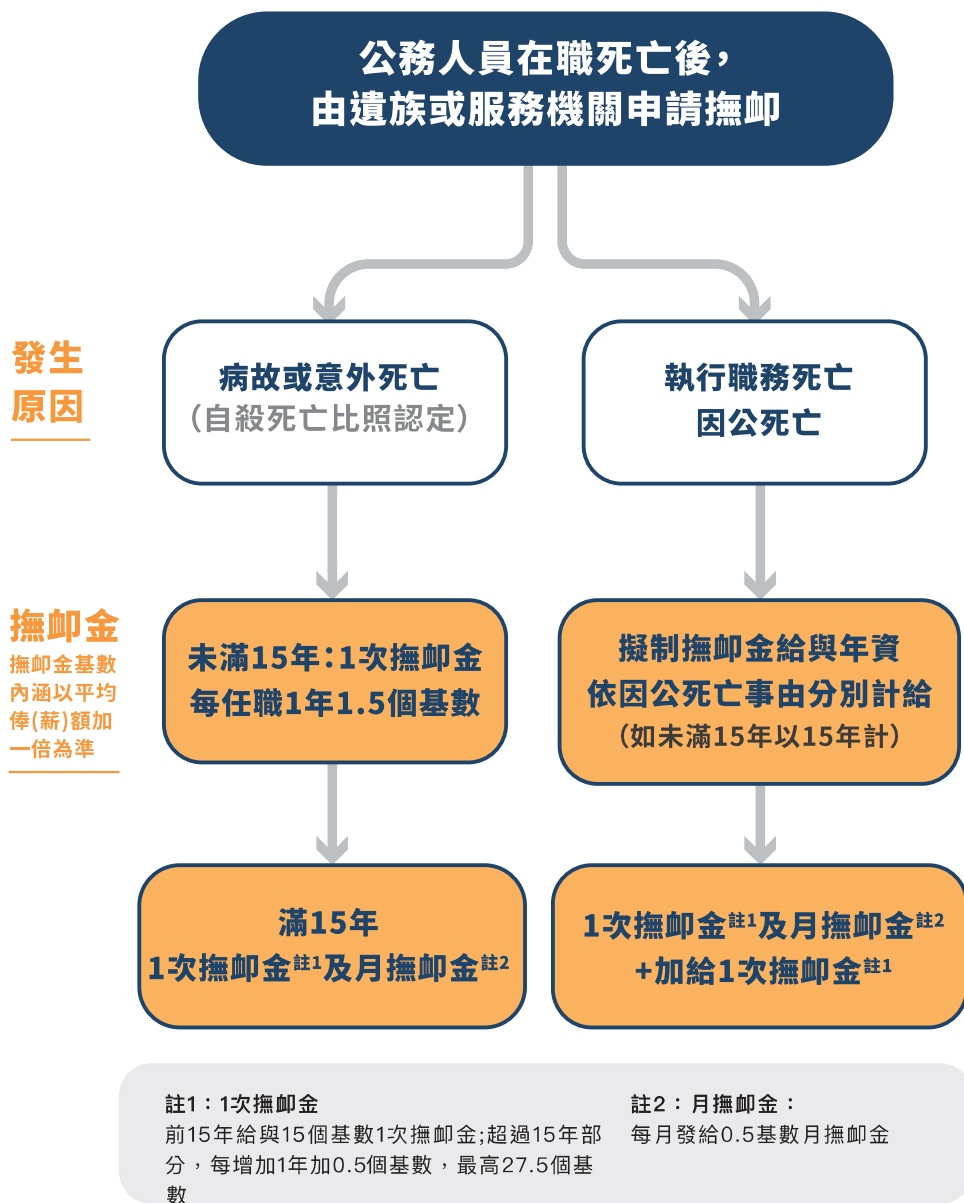 公務人員在職死亡後，
由遺族或服務機關申請撫卹
發生
原因
病故或意外死亡
（自殺死亡比照認定）
執行職務死亡
因公死亡
撫卹金
撫卹金基數
內涵以平均
俸(薪)額加
一倍為準
未滿15年：1次撫卹金
每任職1年1.5個基數
擬制撫卹金給與年資
依因公死亡事由分別計給
（如未滿15年以15年計）
滿15年
1次撫卹金註1及月撫卹金註2
1次撫卹金註1及月撫卹金註2
+加給1次撫卹金註1
註1：1次撫卹金
前15年給與15個基數1次撫卹金;超過15年部
分，每增加1年加0.5個基數，最高27.5個基
數
註2：月撫卹金：
每月發給0.5基數月撫卹金